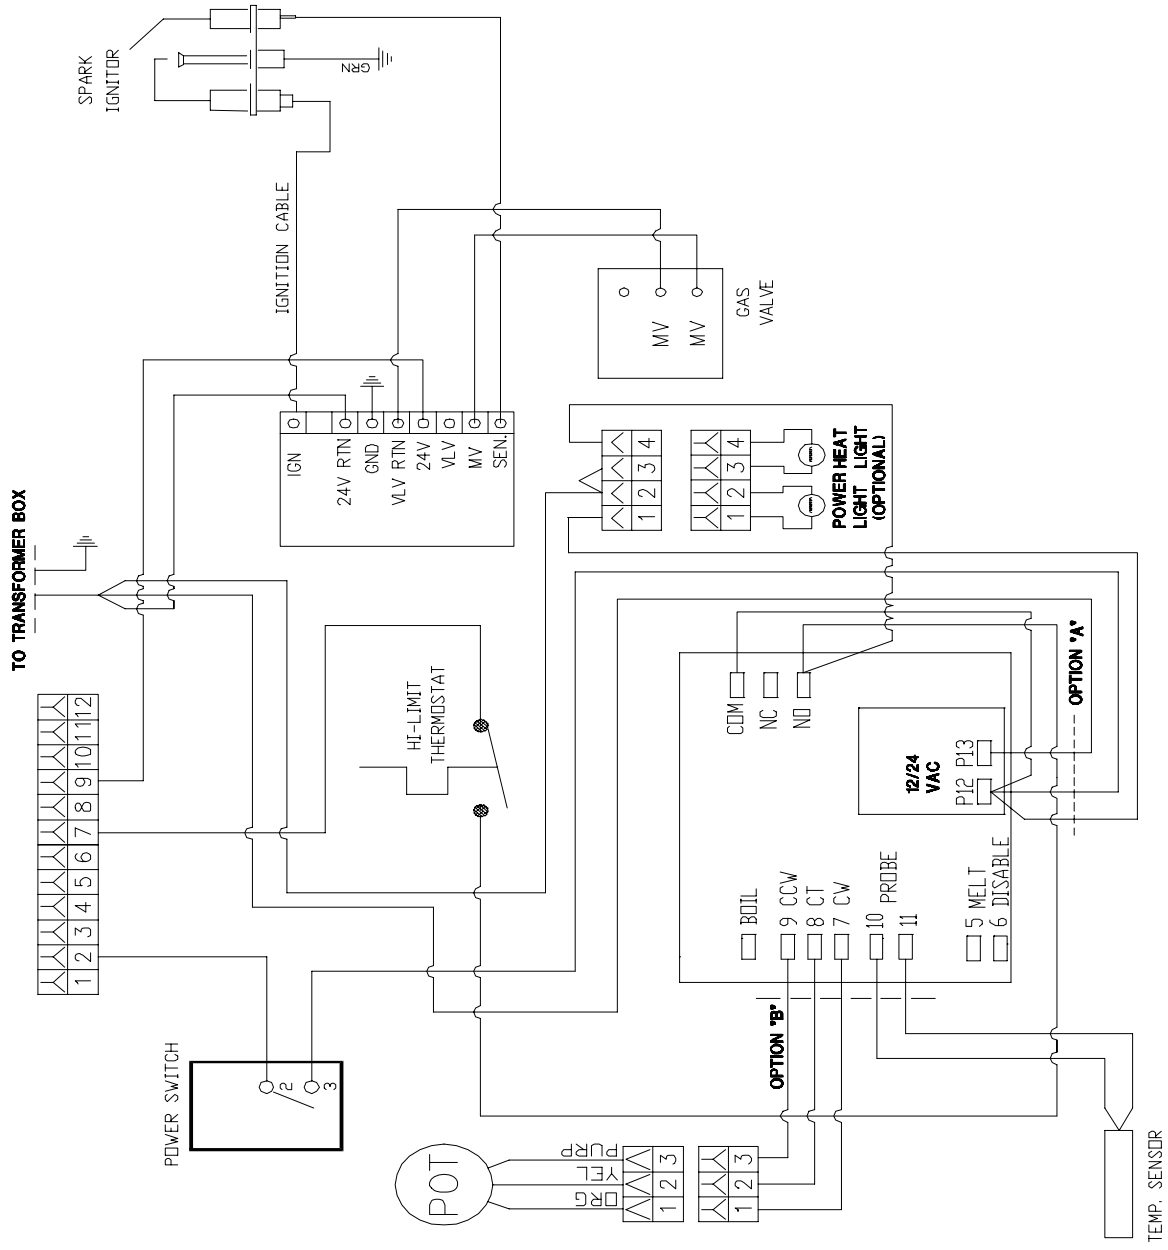 SPARK
IGNITOR
GRN
IGNITION CABLE
IGN
24V RTN
GND
VLV RTN
24V
VLV
MV
SEN.
MV
MV
GAS
VALVE
TO TRANSFORMER BOX
1 2 3 4
1 2 3 4
POWER HEAT
LIGHT LIGHT
(OPTIONAL)
1 2 3 4 5 6 7 8 9 10 11 12
HI-LIMIT
THERMOSTAT
COM
NC
NO
12/24
VAC
P12 P13
OPTION "A"
BOIL
9 CCW
8 CT
7 CW
10
PROBE
11
5 MELT
6 DISABLE
OPTION "B"
POWER SWITCH
2
3
POT
PURP
YEL
ORG
1 2 3
1 2 3
TEMP. SENSOR